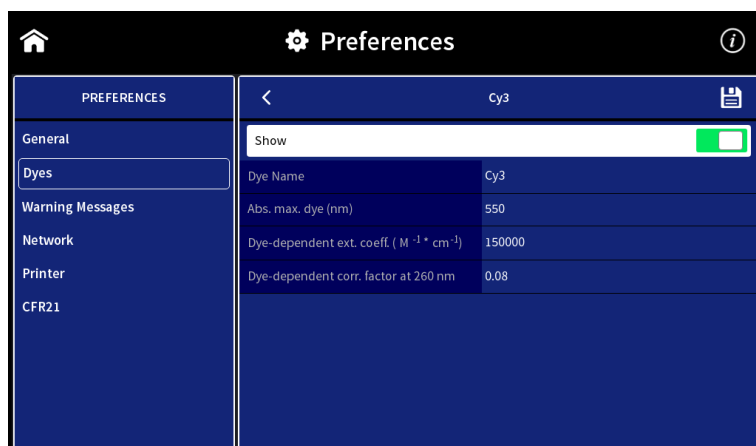 Preferences
PREFERENCES
General
Dyes
Warning Messages
Network
Printer
CFR21
Cy3
Show
Dye Name Cy3
Abs. max. dye (nm) 550
Dye-dependent ext. coeff. ( M ⁻¹ * cm⁻¹) 150000
Dye-dependent corr. factor at 260 nm 0.08